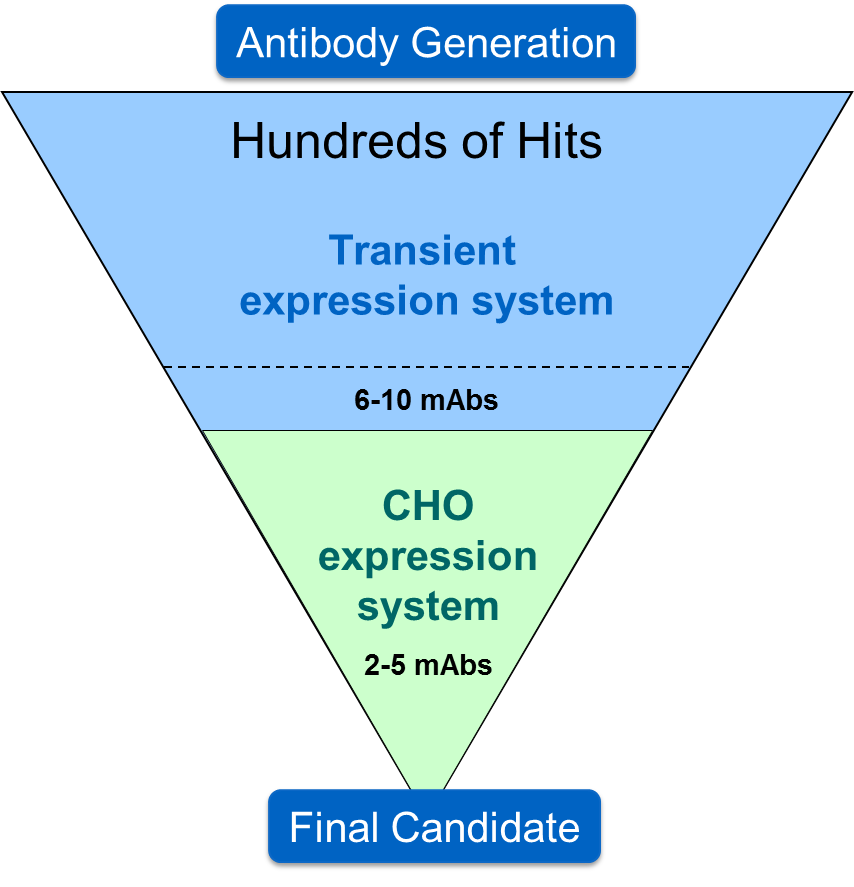 Antibody Generation
Hundreds of Hits
Transient
expression system
6-10 mAbs
CHO
expression
system
2-5 mAbs
Final Candidate